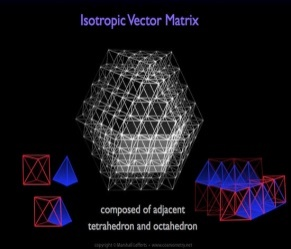 Isotropic Vector Matrix
composed of adjacent
tetrahedron and octahedron